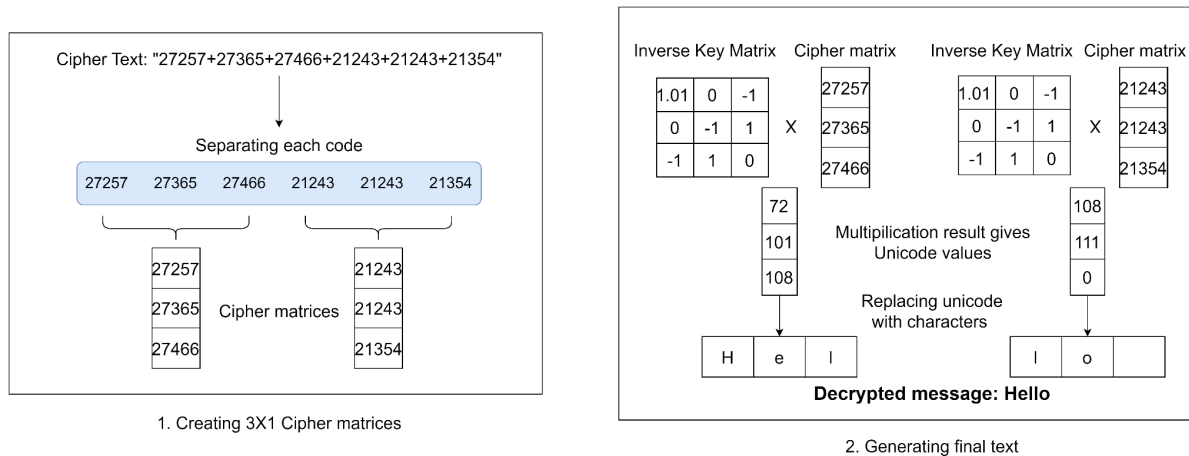 Cipher Text: "27257+27365+27466+21243+21243+21354"
Separating each code
27257 27365 27466 21243 21243 21354
27257
27365
27466
Cipher matrices
21243
21243
21354
1. Creating 3X1 Cipher matrices
Inverse Key Matrix Cipher matrix
1.01 0 -1
0 -1 1
-1 1 0
X
27257
27365
27466
Inverse Key Matrix Cipher matrix
1.01 0 -1
0 -1 1
-1 1 0
X
21243
21243
21354
72
101
108
Multipilication result gives
Unicode values
108
111
0
Replacing unicode
with characters
H e l
l o
Decrypted message: Hello
2. Generating final text